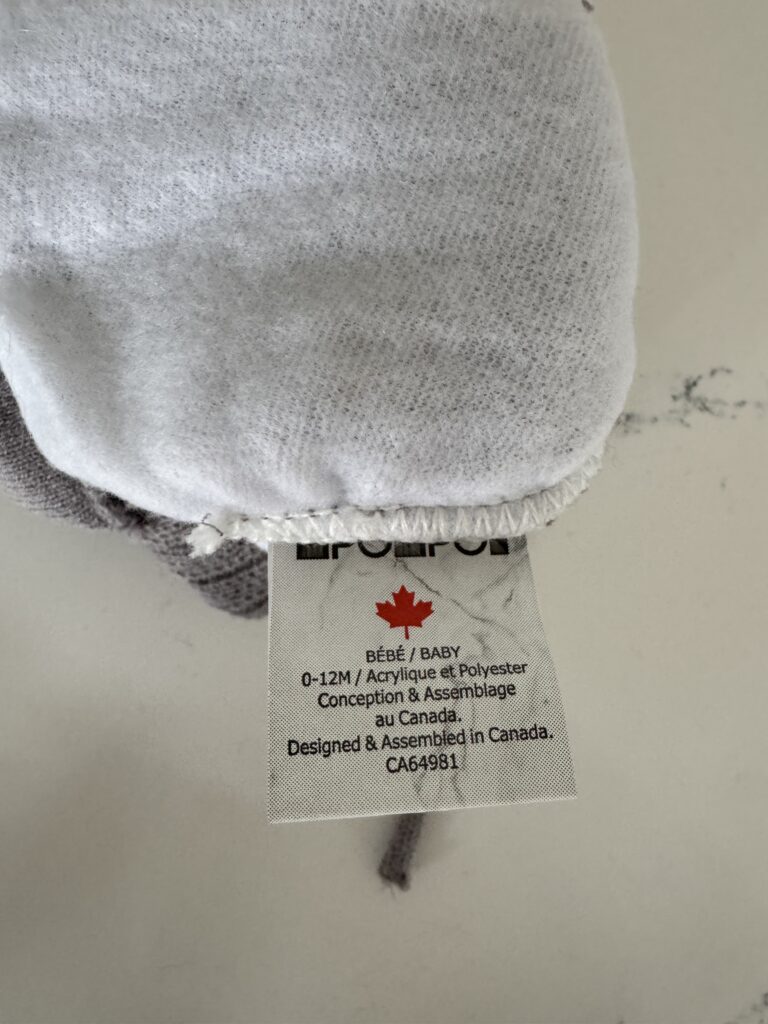 BÉBÉ / BABY
0-12M / Acrylique et Polyester
Conception & Assemblage
au Canada.
Designed & Assembled in Canada.
CA64981